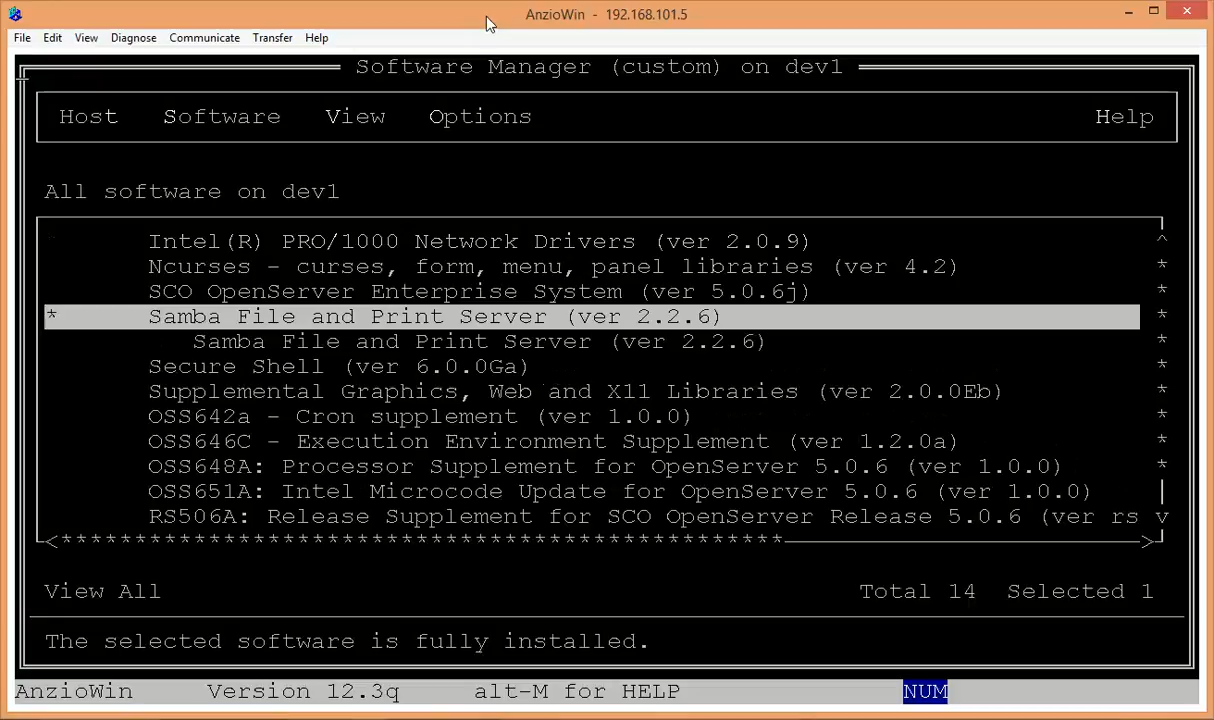 AnzioWin - 192.168.101.5
File Edit View Diagnose Communicate Transfer Help
Software Manager (custom) on dev1
Host Software View Options Help
All software on dev1
Intel(R) PRO/1000 Network Drivers (ver 2.0.9)
Ncurses - curses, form, menu, panel libraries (ver 4.2)
SCO OpenServer Enterprise System (ver 5.0.6j)
* Samba File and Print Server (ver 2.2.6)
Samba File and Print Server (ver 2.2.6)
Secure Shell (ver 6.0.0Ga)
Supplemental Graphics, Web and X11 Libraries (ver 2.0.0Eb)
OSS642a - Cron supplement (ver 1.0.0)
OSS646C - Execution Environment Supplement (ver 1.2.0a)
OSS648A: Processor Supplement for OpenServer 5.0.6 (ver 1.0.0)
OSS651A: Intel Microcode Update for OpenServer 5.0.6 (ver 1.0.0)
RS506A: Release Supplement for SCO OpenServer Release 5.0.6 (ver rs
View All Total 14 Selected 1
The selected software is fully installed.
AnzioWin Version 12.3q alt-M for HELP NUM